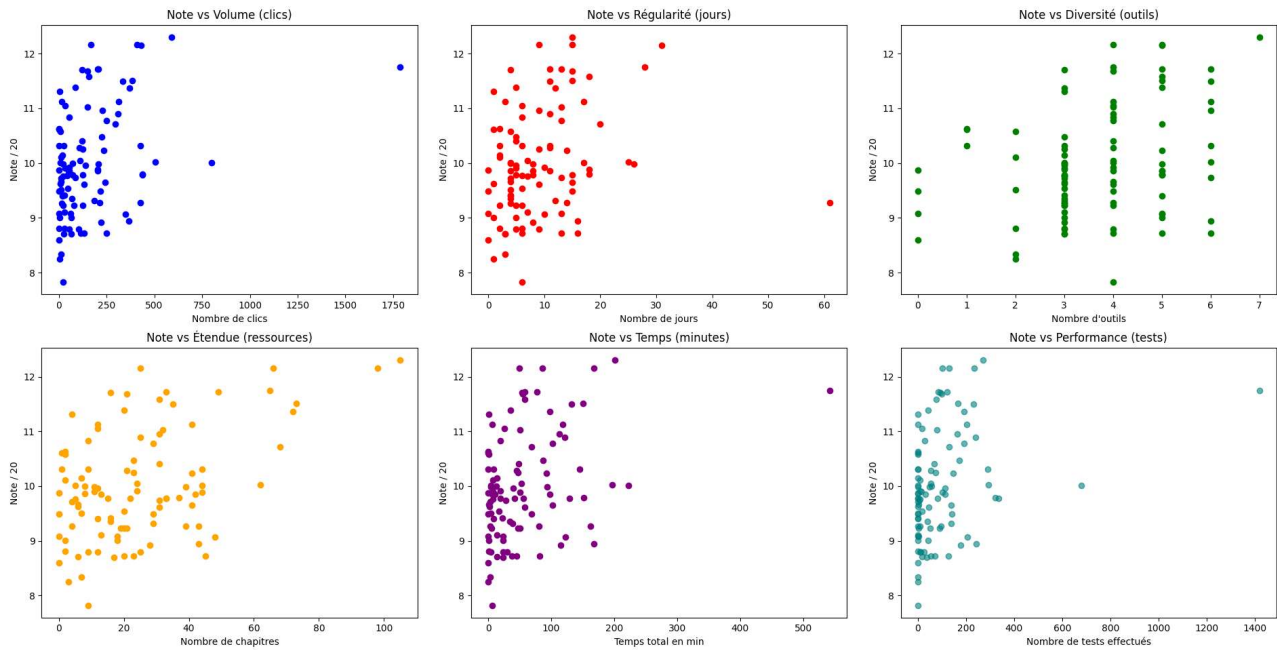 Note vs Volume (clics)
Note / 20
12
11
10
9
8
0 250 500 750 1000 1250 1500 1750
Nombre de clics
Note vs Régularité (jours)
Note / 20
12
11
10
9
8
0 10 20 30 40 50 60
Nombre de jours
Note vs Diversité (outils)
Note / 20
12
11
10
9
8
0 1 2 3 4 5 6 7
Nombre d'outils
Note vs Étendue (ressources)
Note / 20
12
11
10
9
8
0 20 40 60 80 100
Nombre de chapitres
Note vs Temps (minutes)
Note / 20
12
11
10
9
8
0 100 200 300 400 500
Temps total en min
Note vs Performance (tests)
Note / 20
12
11
10
9
8
0 200 400 600 800 1000 1200 1400
Nombre de tests effectués